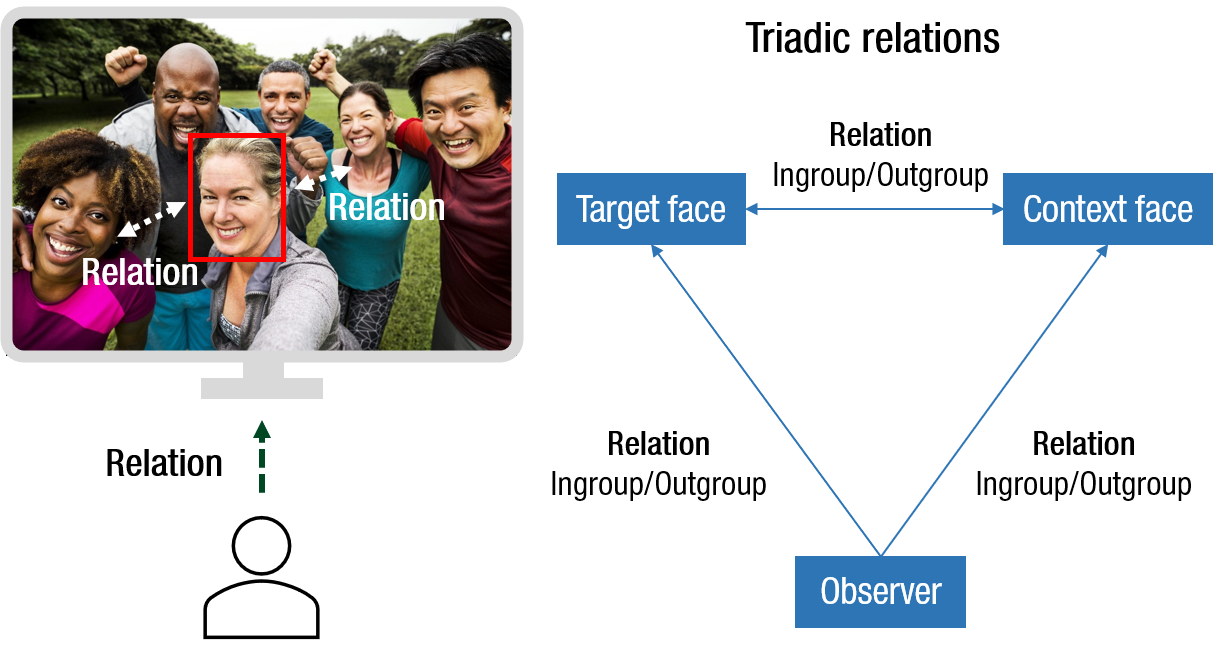 Relation
Relation
Relation
Triadic relations
Relation
Ingroup/Outgroup
Target face
Context face
Relation
Ingroup/Outgroup
Relation
Ingroup/Outgroup
Observer